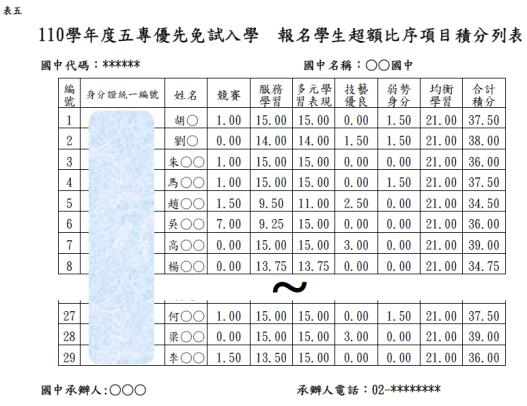 表五
110學年度五專優先免試入學 報名學生超額比序項目積分列表
國中代碼：****** 國中名稱：○○國中
編號 身分證統一編號 姓名 競賽 服務學習 多元學習表現 技藝優良 弱勢身分 均衡學習 合計積分
1 胡○ 1.00 15.00 15.00 0.00 1.50 21.00 37.50
2 劉○ 0.00 14.00 14.00 1.50 1.50 21.00 38.00
3 朱○○ 1.00 15.00 15.00 0.00 0.00 21.00 36.00
4 馬○○ 1.00 15.00 15.00 0.00 1.50 21.00 37.50
5 趙○○ 1.50 9.50 11.00 2.50 0.00 21.00 34.50
6 吳○○ 7.00 9.25 15.00 0.00 0.00 21.00 36.00
7 高○○ 0.00 15.00 15.00 3.00 0.00 21.00 39.00
8 楊○○ 0.00 13.75 13.75 0.00 0.00 21.00 34.75
~
27 何○○ 1.00 15.00 15.00 0.00 1.50 21.00 37.50
28 梁○○ 0.00 15.00 15.00 3.00 0.00 21.00 39.00
29 李○○ 1.50 13.50 15.00 0.00 0.00 21.00 36.00
國中承辦人：○○○ 承辦人電話：02-********